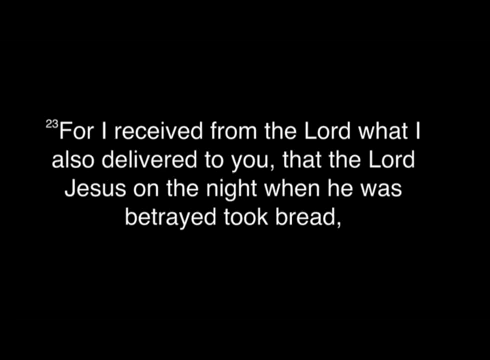 23For I received from the Lord what I
also delivered to you, that the Lord
Jesus on the night when he was
betrayed took bread,